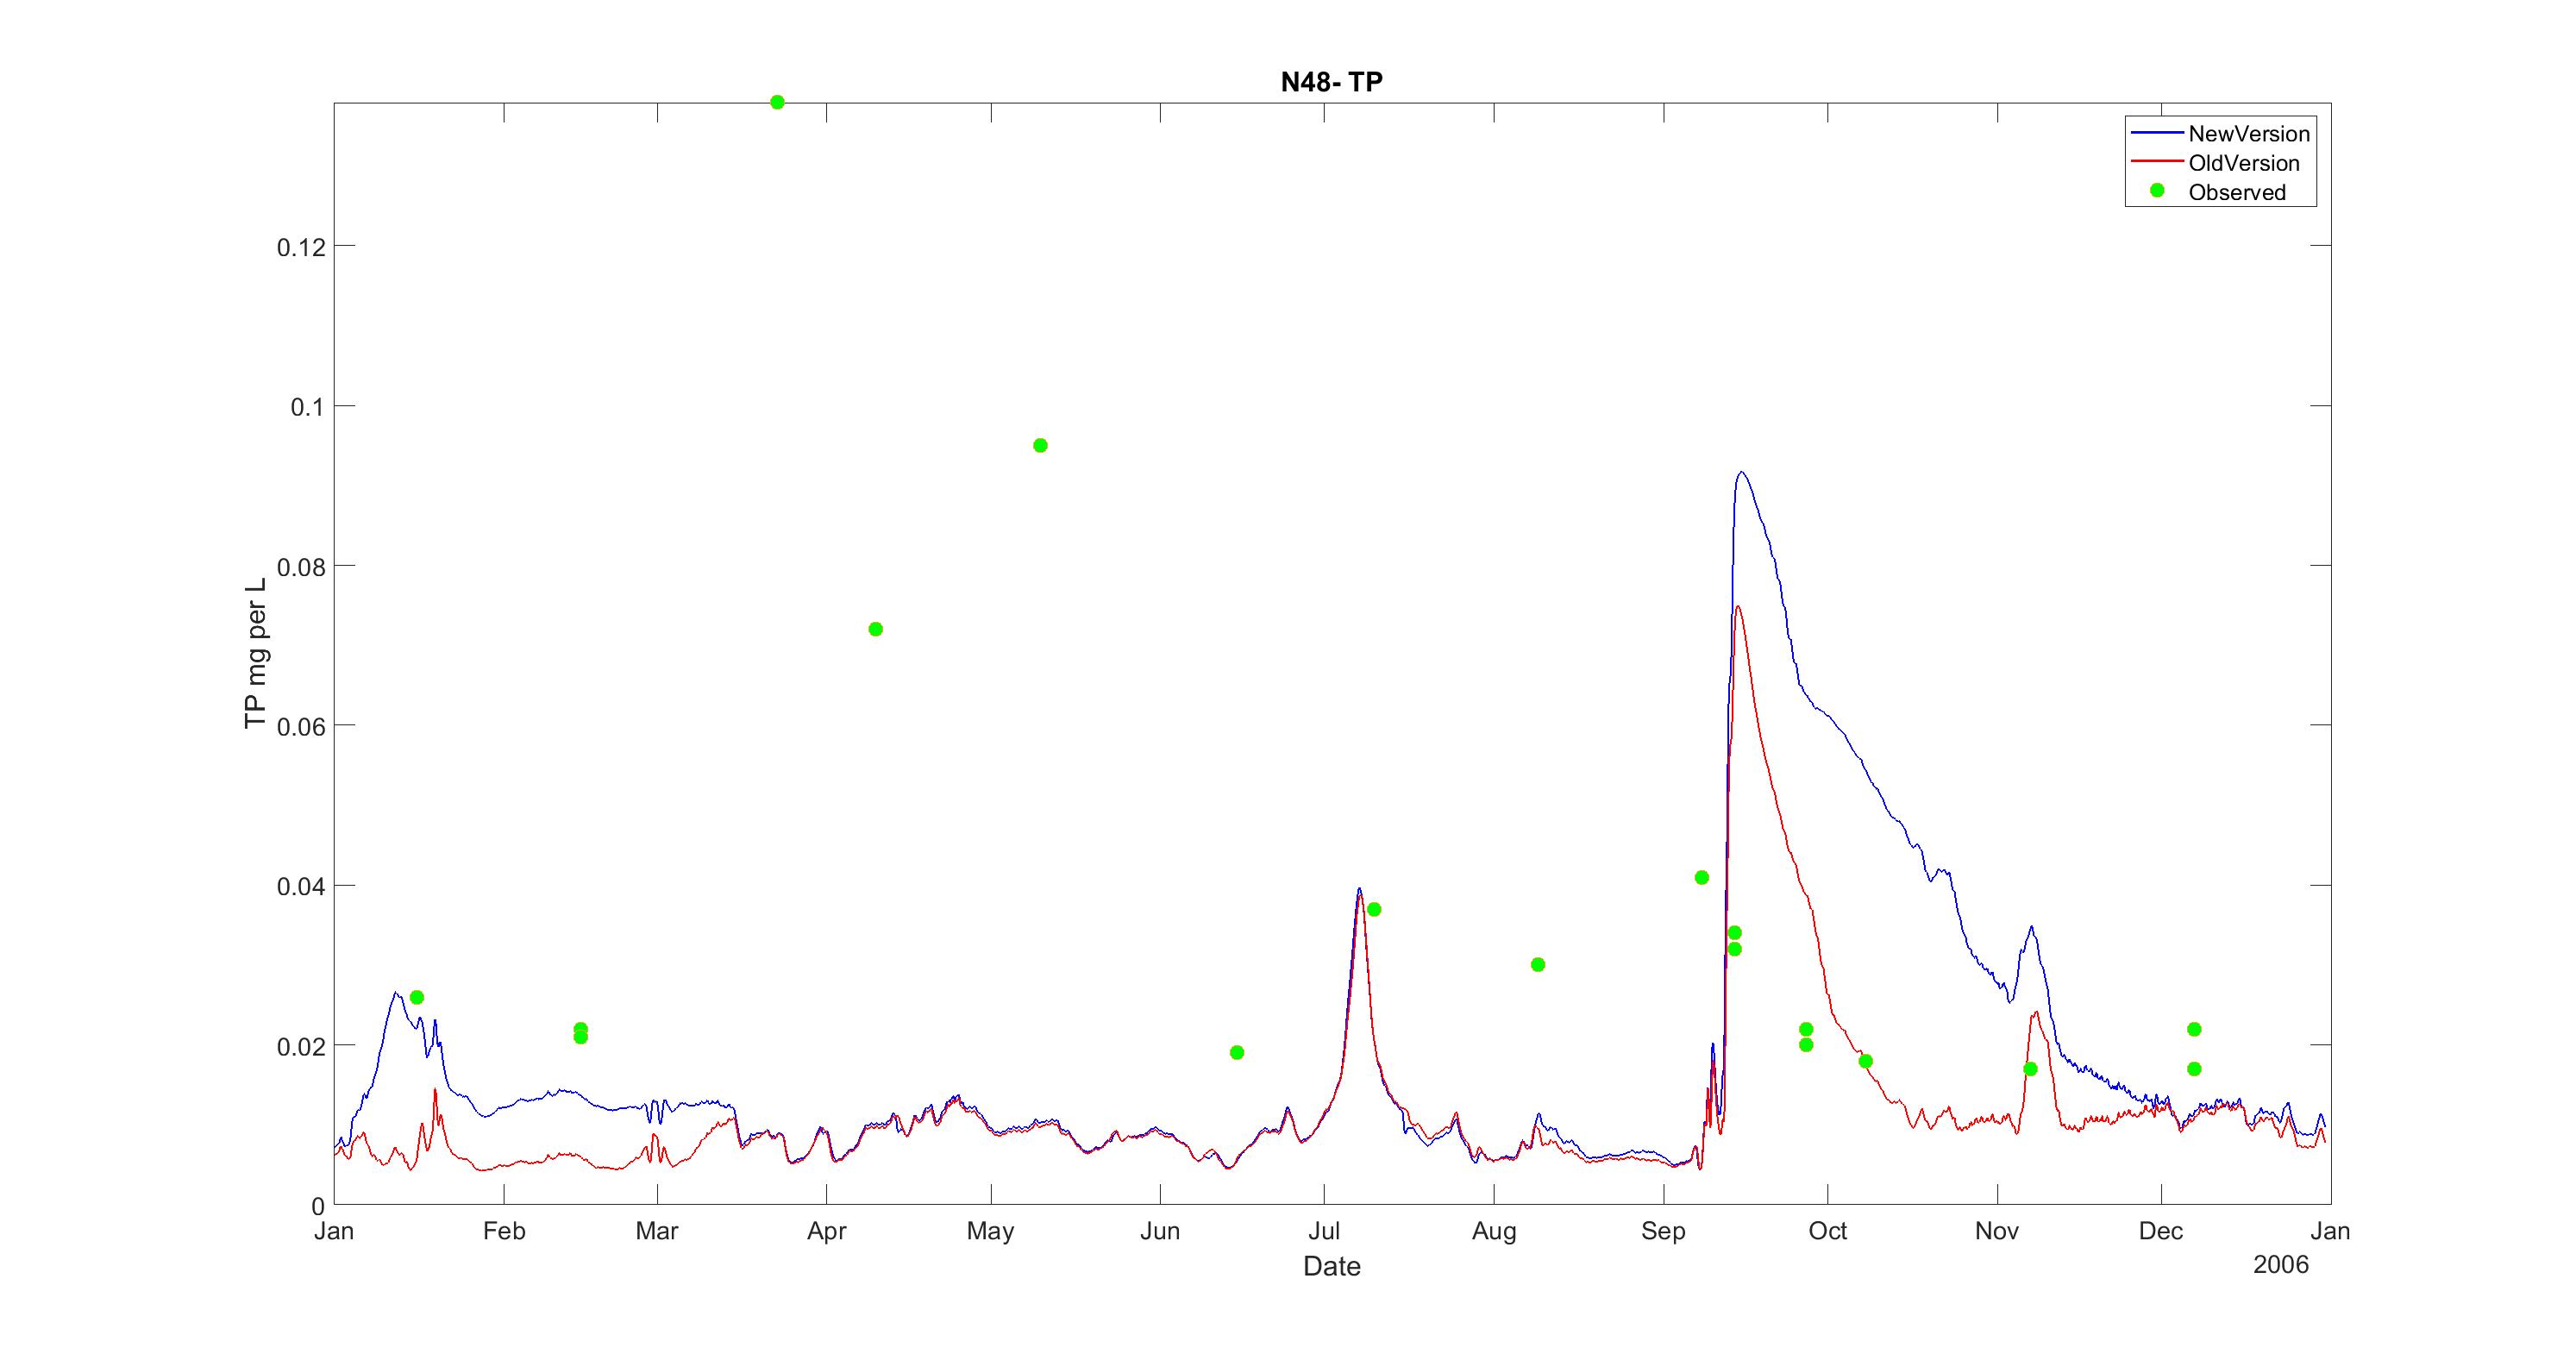 N48- TP
NewVersion
OldVersion
Observed
0.12
0.1
0.08
0.06
0.04
0.02
0
TP mg per L
Jan Feb Mar Apr May Jun Jul Aug Sep Oct Nov Dec Jan
Date
2006